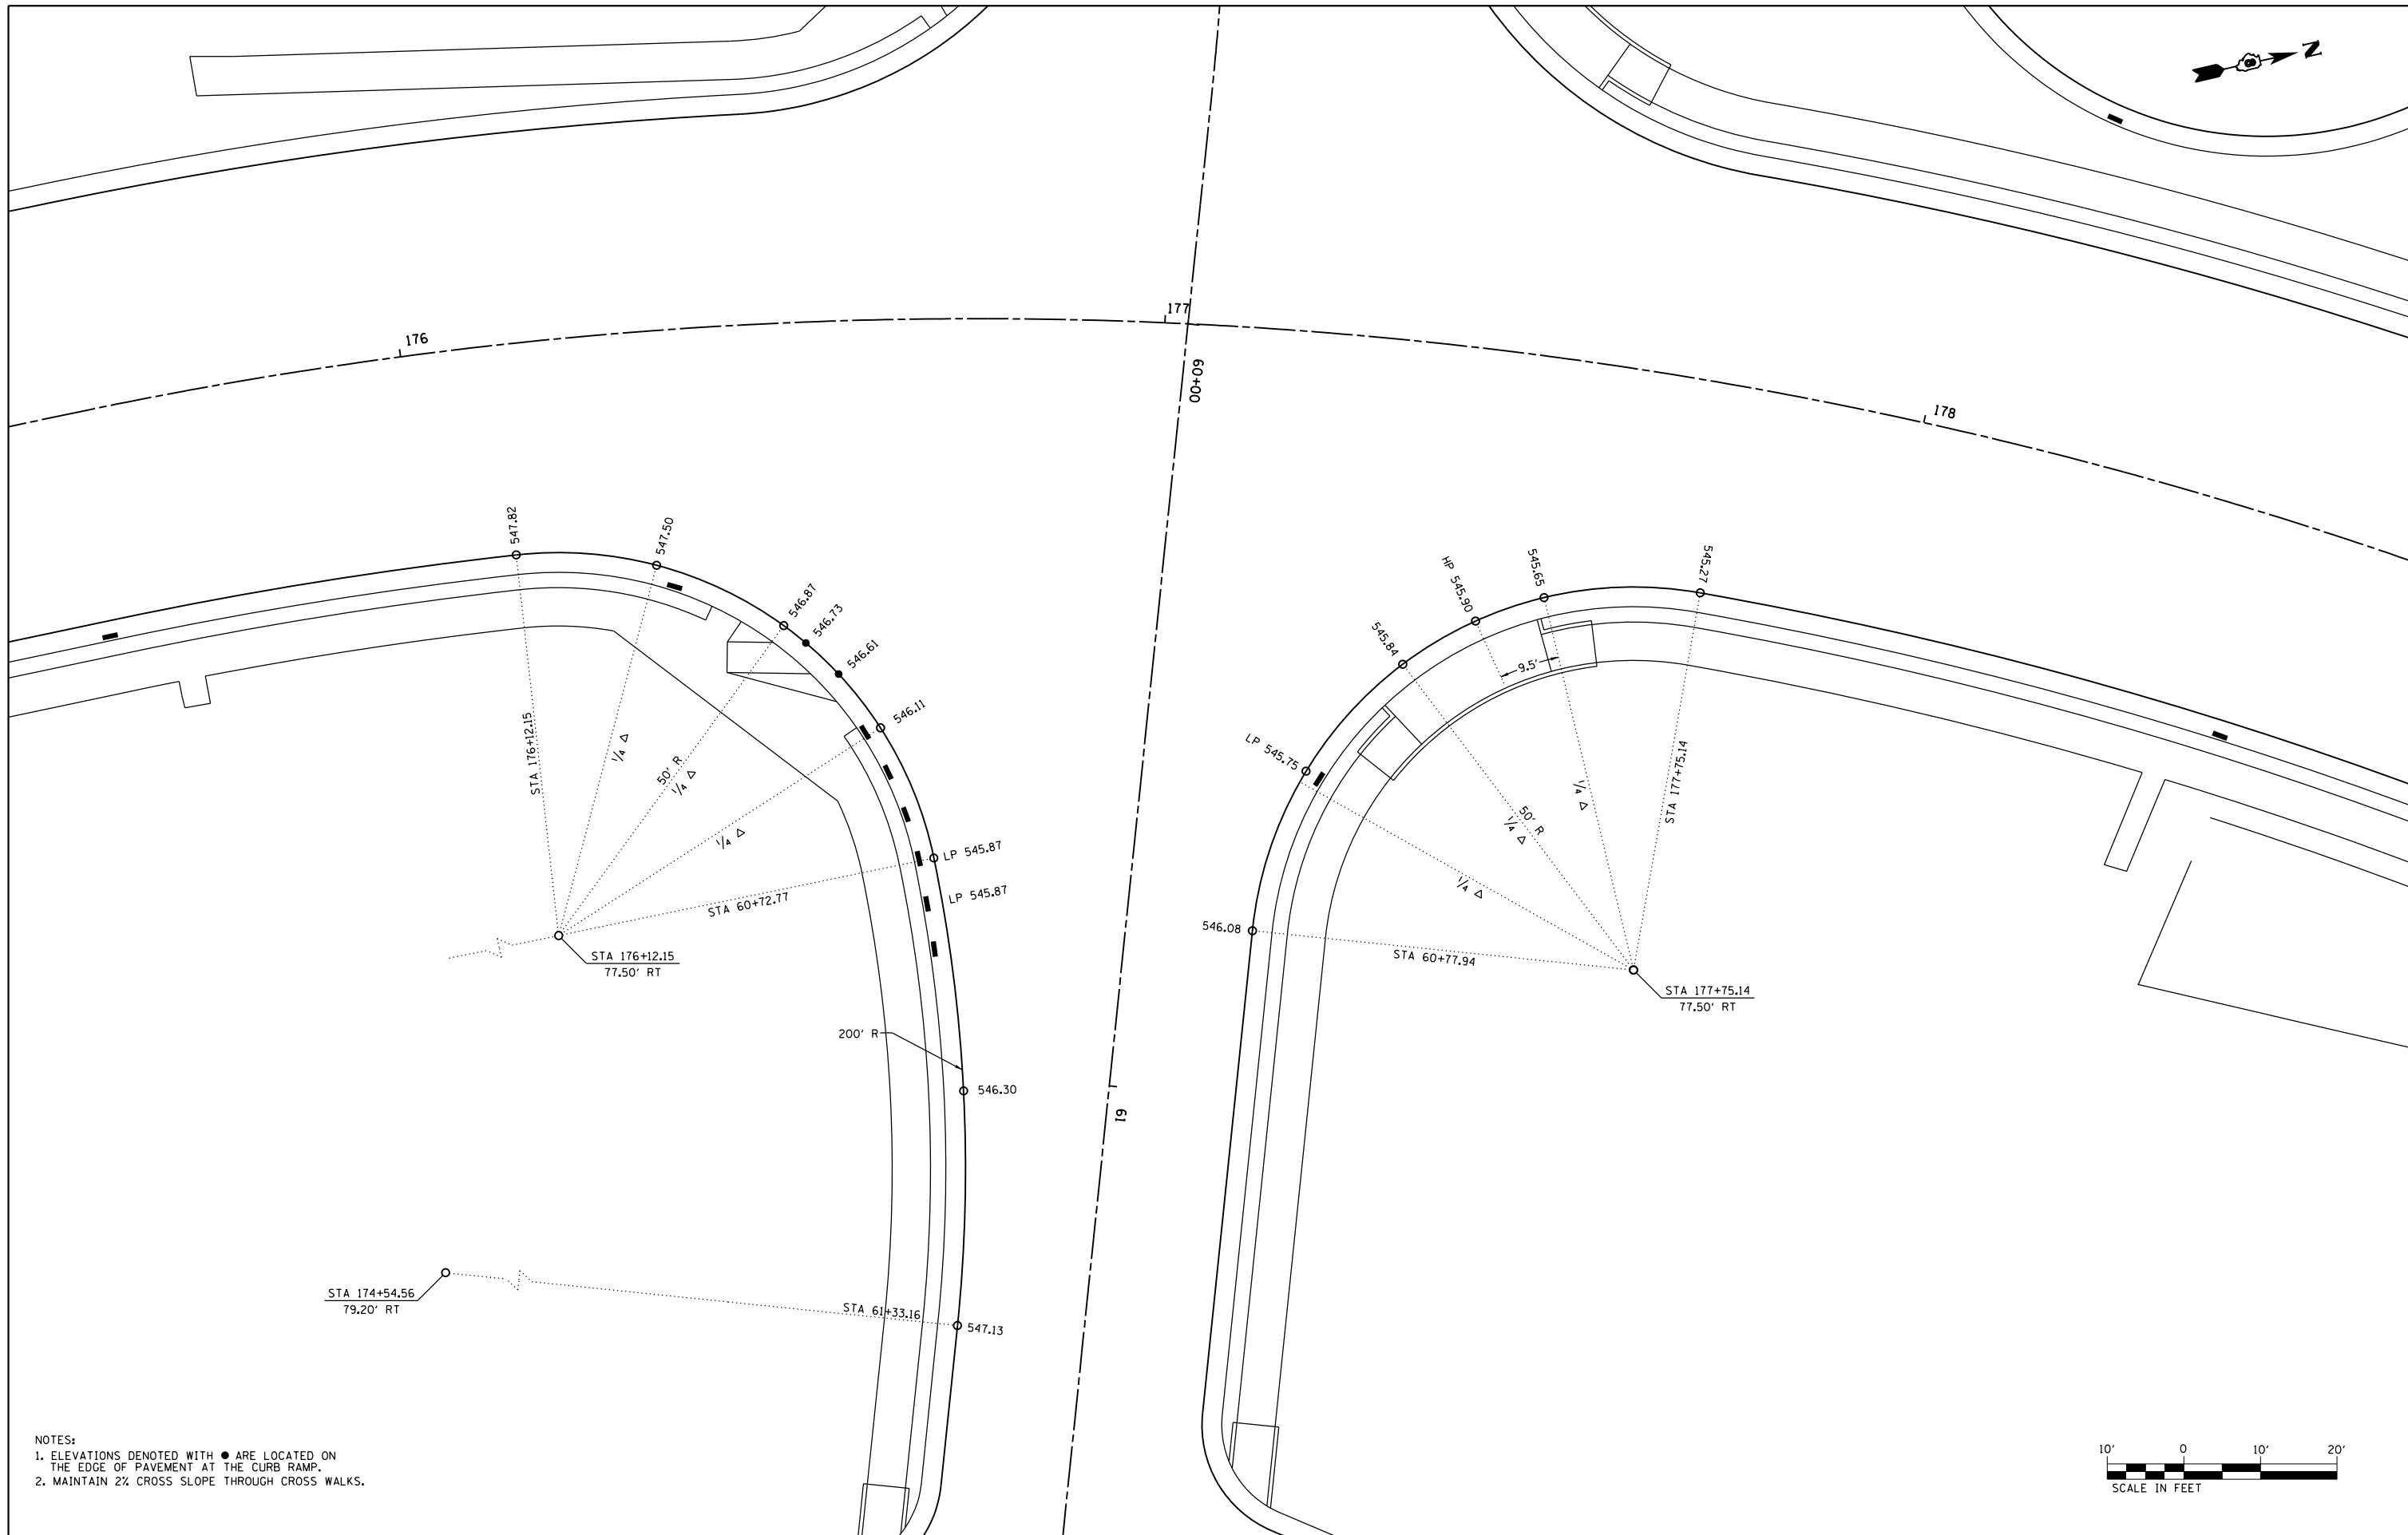 N
177
176
60+00
178
547.82
547.50
546.87
546.73
546.61
546.11
STA 176+12.15
1/4 Δ
50' R
1/4 Δ
1/4 Δ
LP 545.87
LP 545.87
STA 60+72.77
STA 176+12.15
77.50' RT
200' R
546.30
61
STA 174+54.56
79.20' RT
STA 61+33.16
547.13
545.27
545.65
HP 545.90
545.84
9.5'
LP 545.75
STA 177+75.14
1/4 Δ
50' R
1/4 Δ
1/4 Δ
546.08
STA 60+77.94
STA 177+75.14
77.50' RT
NOTES:
1. ELEVATIONS DENOTED WITH ● ARE LOCATED ON
THE EDGE OF PAVEMENT AT THE CURB RAMP.
2. MAINTAIN 2% CROSS SLOPE THROUGH CROSS WALKS.
10' 0 10' 20'
SCALE IN FEET